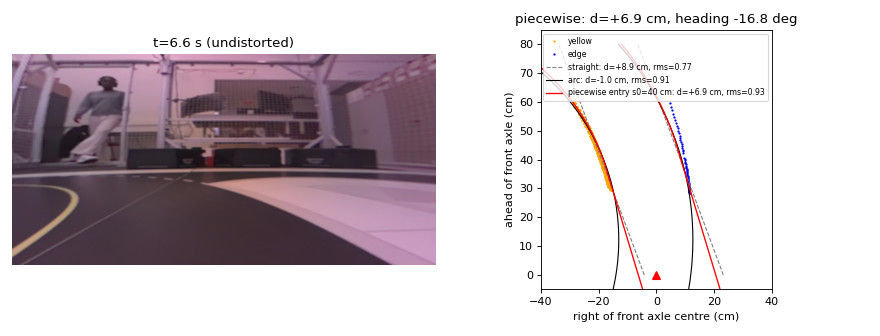 t=6.6 s (undistorted)
piecewise: d=+6.9 cm, heading -16.8 deg
yellow
edge
straight: d=+8.9 cm, rms=0.77
arc: d=-1.0 cm, rms=0.91
piecewise entry s0=40 cm: d=+6.9 cm, rms=0.93
80
70
60
50
40
30
20
10
0
ahead of front axle (cm)
−40 −20 0 20 40
right of front axle centre (cm)